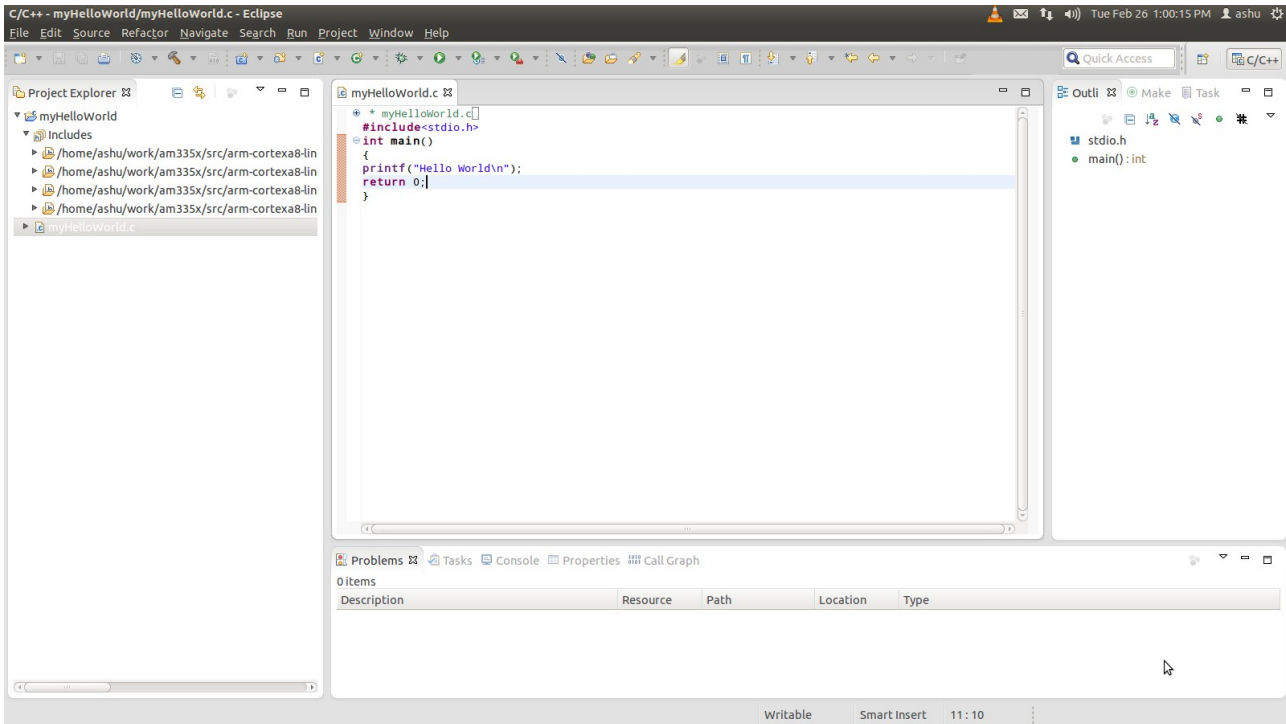 C/C++ - myHelloWorld/myHelloWorld.c - Eclipse
Tue Feb 26 1:00:15 PM ashu
File Edit Source Refactor Navigate Search Run Project Window Help
Quick Access
C/C++
Project Explorer
myHelloWorld
Includes
/home/ashu/work/am335x/src/arm-cortexa8-lin
/home/ashu/work/am335x/src/arm-cortexa8-lin
/home/ashu/work/am335x/src/arm-cortexa8-lin
/home/ashu/work/am335x/src/arm-cortexa8-lin
myHelloWorld.c
myHelloWorld.c
* myHelloWorld.c
#include<stdio.h>
int main()
{
printf("Hello World\n");
return 0;
}
Outli Make Task
stdio.h
main() : int
Problems Tasks Console Properties Call Graph
0 items
Description Resource Path Location Type
Writable Smart Insert 11 : 10